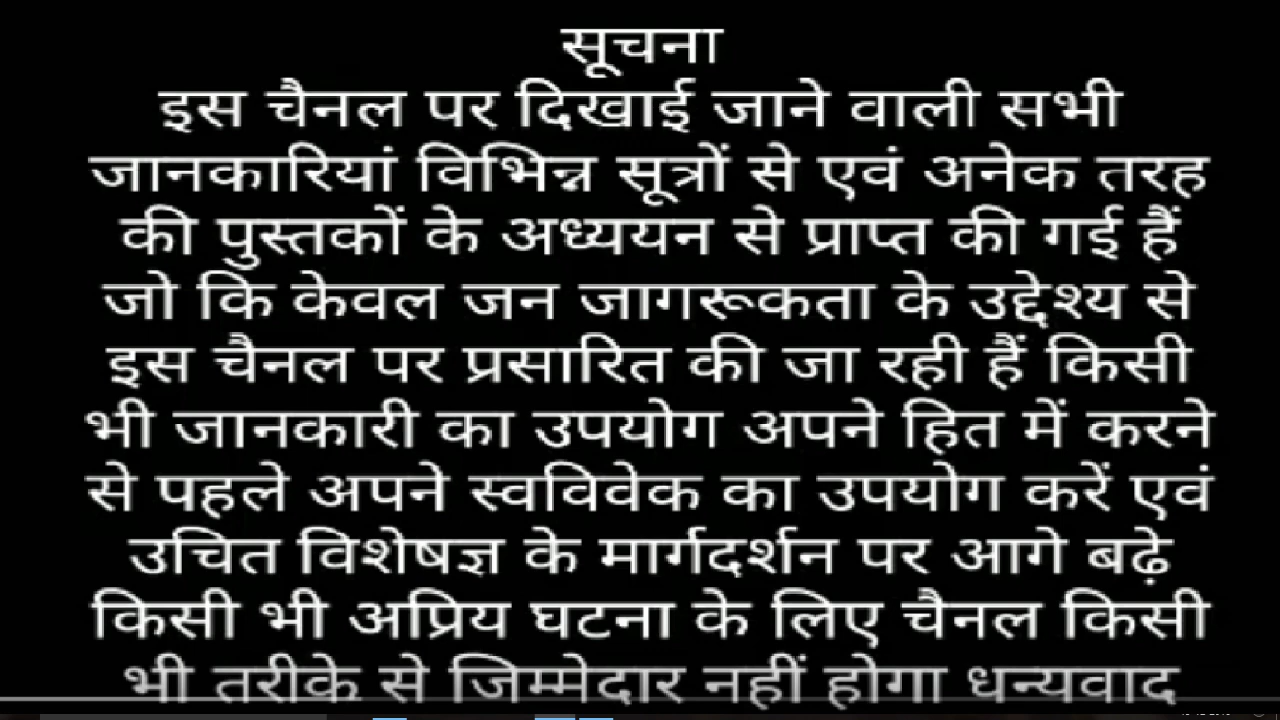 सूचना
इस चैनल पर दिखाई जाने वाली सभी
जानकारियां विभिन्न सूत्रों से एवं अनेक तरह
की पुस्तकों के अध्ययन से प्राप्त की गई हैं
जो कि केवल जन जागरूकता के उद्देश्य से
इस चैनल पर प्रसारित की जा रही हैं किसी
भी जानकारी का उपयोग अपने हित में करने
से पहले अपने स्वविवेक का उपयोग करें एवं
उचित विशेषज्ञ के मार्गदर्शन पर आगे बढ़े
किसी भी अप्रिय घटना के लिए चैनल किसी
भी तरीके से जिम्मेदार नहीं होगा धन्यवाद